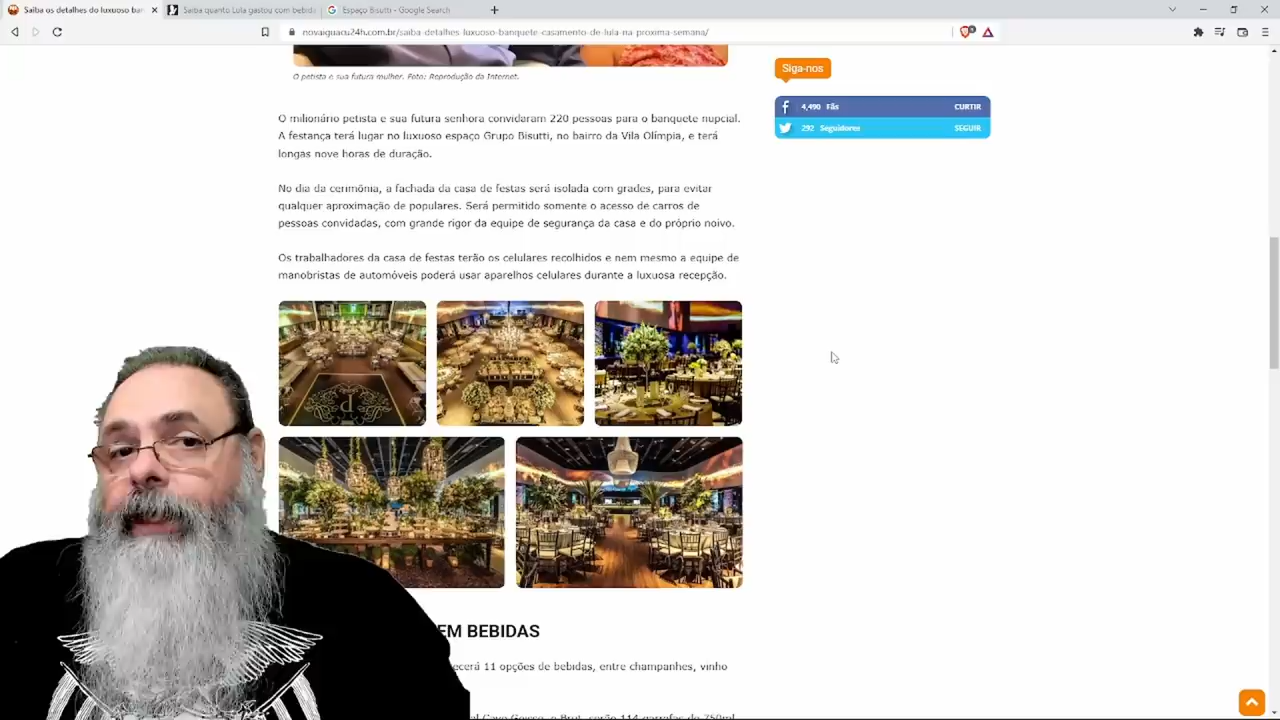 Saiba os detalhes do luxuoso ba
Saiba quanto Lula gastou com bebida
Espaço Bisutti - Google Search
novaiguacu24h.com.br/saiba-detalhes-luxuoso-banquete-casamento-de-lula-na-proxima-semana/
O petista e sua futura mulher. Foto: Reprodução da Internet.
O milionário petista e sua futura senhora convidaram 220 pessoas para o banquete nupcial.
A festança terá lugar no luxuoso espaço Grupo Bisutti, no bairro da Vila Olímpia, e terá
longas nove horas de duração.
No dia da cerimônia, a fachada da casa de festas será isolada com grades, para evitar
qualquer aproximação de populares. Será permitido somente o acesso de carros de
pessoas convidadas, com grande rigor da equipe de segurança da casa e do próprio noivo.
Os trabalhadores da casa de festas terão os celulares recolhidos e nem mesmo a equipe de
manobristas de automóveis poderá usar aparelhos celulares durante a luxuosa recepção.
EM BEBIDAS
ecerá 11 opções de bebidas, entre champanhes, vinho
Siga-nos
4,490 Fãs CURTIR
292 Seguidores SEGUIR